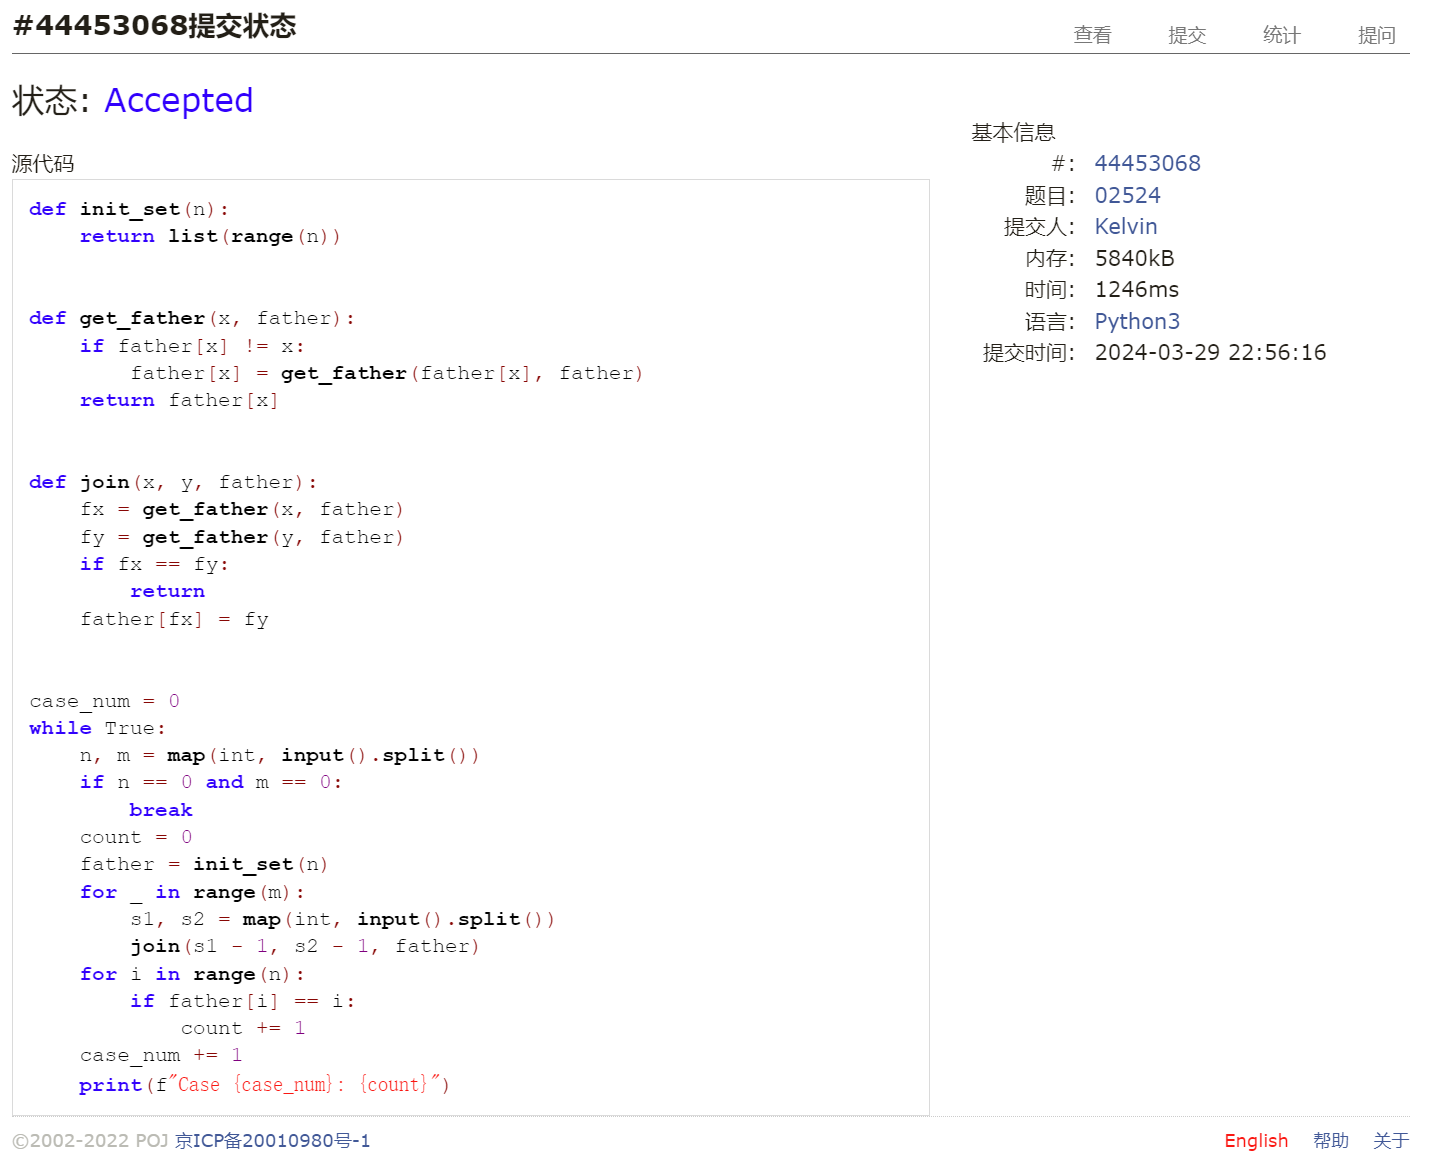 #44453068提交状态
查看 提交 统计 提问
状态: Accepted
源代码
def init_set(n):
    return list(range(n))
def get_father(x, father):
    if father[x] != x:
        father[x] = get_father(father[x], father)
    return father[x]
def join(x, y, father):
    fx = get_father(x, father)
    fy = get_father(y, father)
    if fx == fy:
        return
    father[fx] = fy
case_num = 0
while True:
    n, m = map(int, input().split())
    if n == 0 and m == 0:
        break
    count = 0
    father = init_set(n)
    for _ in range(m):
        s1, s2 = map(int, input().split())
        join(s1 - 1, s2 - 1, father)
    for i in range(n):
        if father[i] == i:
            count += 1
    case_num += 1
    print(f"Case {case_num}: {count}")
基本信息
#: 44453068
题目: 02524
提交人: Kelvin
内存: 5840kB
时间: 1246ms
语言: Python3
提交时间: 2024-03-29 22:56:16
©2002-2022 POJ 京ICP备20010980号-1
English 帮助 关于